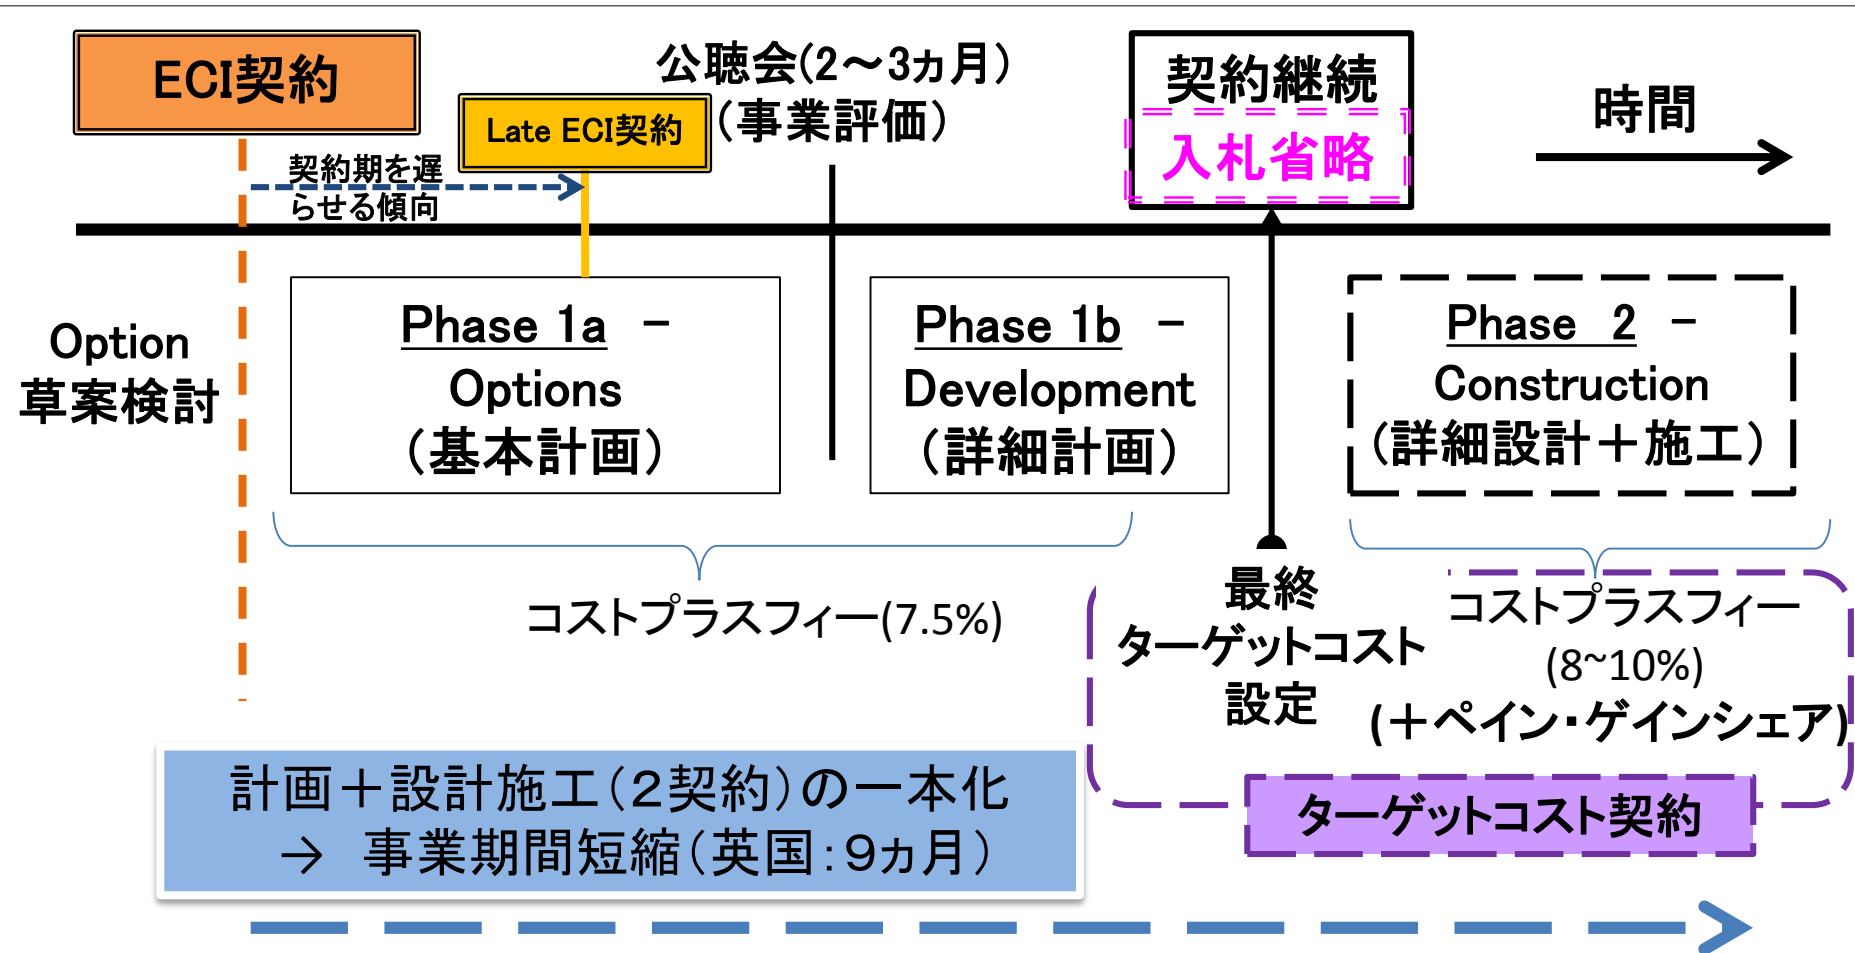 ECI契約
Late ECI契約
契約期を遅
らせる傾向
公聴会(2～3ヵ月)
(事業評価)
契約継続
入札省略
時間
Option
草案検討
Phase 1a －
Options
(基本計画)
Phase 1b －
Development
(詳細計画)
Phase 2 －
Construction
(詳細設計＋施工)
コストプラスフィー(7.5%)
最終
ターゲットコスト
設定
コストプラスフィー
(8~10%)
(＋ペイン・ゲインシェア)
ターゲットコスト契約
計画＋設計施工(２契約)の一本化
→ 事業期間短縮(英国：９ヵ月)